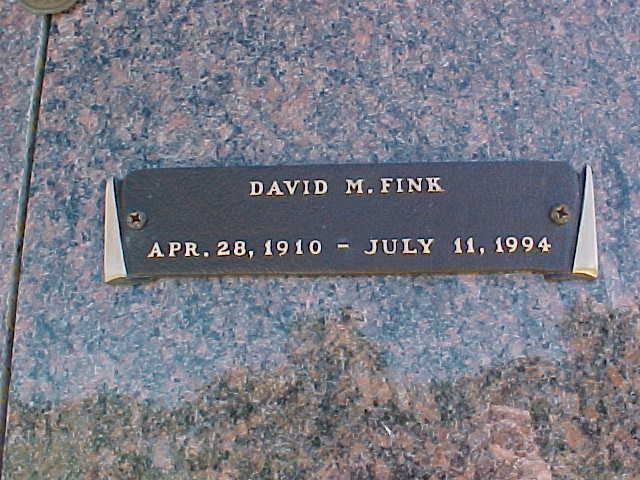 DAVID M. FINK
APR. 28, 1910 – JULY 11, 1994